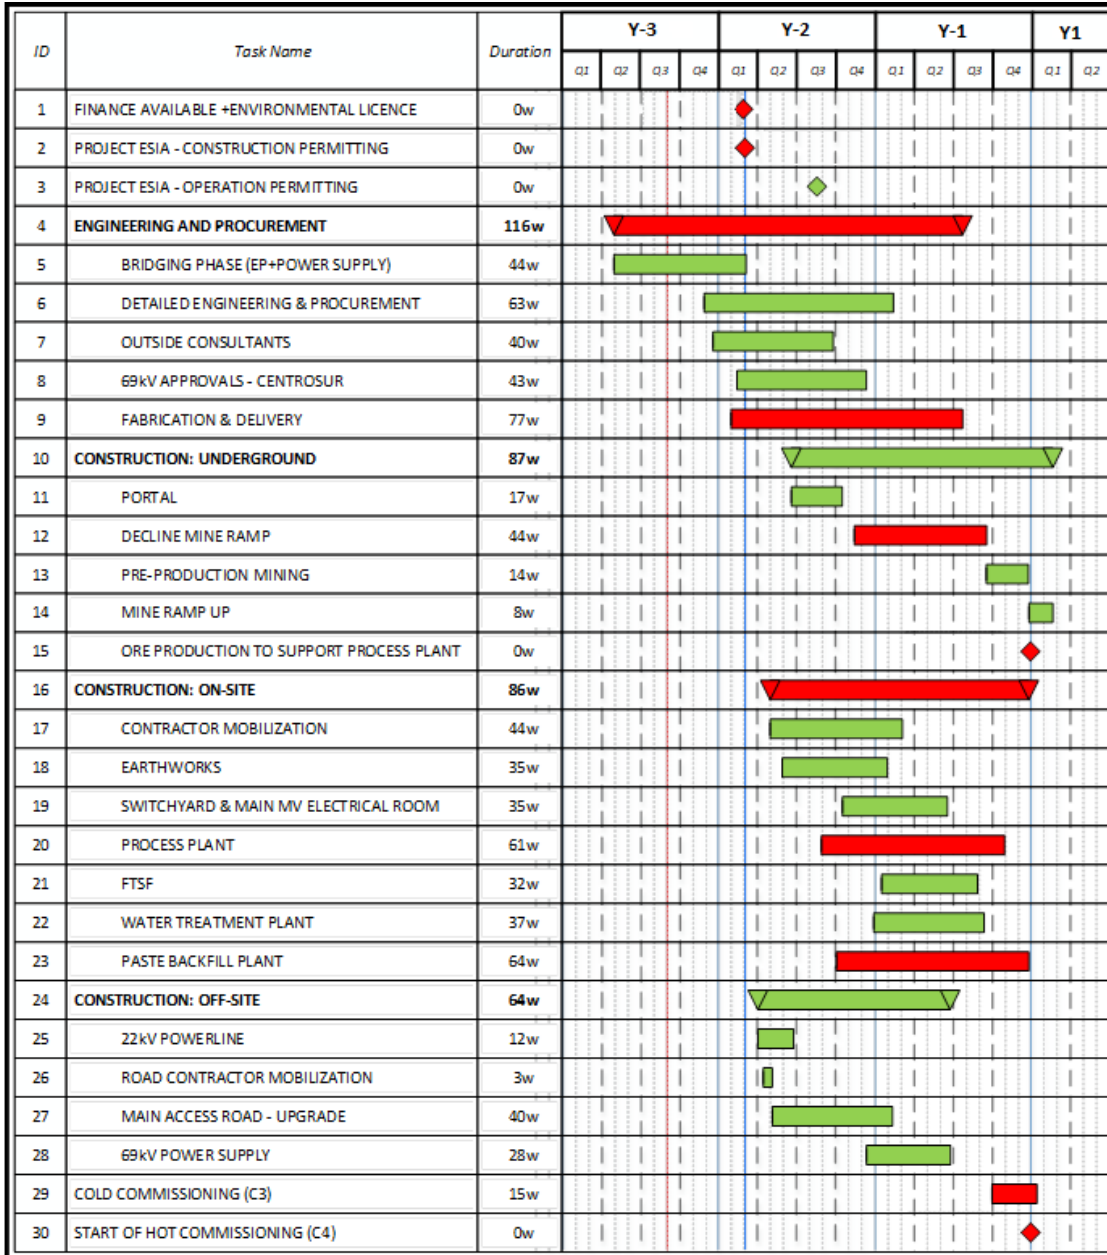 ID Task Name Duration Y-3 Y-2 Y-1 Y1
Q1 Q2 Q3 Q4 Q1 Q2 Q3 Q4 Q1 Q2 Q3 Q4 Q1 Q2
1 FINANCE AVAILABLE +ENVIRONMENTAL LICENCE 0w
2 PROJECT ESIA - CONSTRUCTION PERMITTING 0w
3 PROJECT ESIA - OPERATION PERMITTING 0w
4 ENGINEERING AND PROCUREMENT 116w
5 BRIDGING PHASE (EP+POWER SUPPLY) 44w
6 DETAILED ENGINEERING & PROCUREMENT 63w
7 OUTSIDE CONSULTANTS 40w
8 69kV APPROVALS - CENTROSUR 43w
9 FABRICATION & DELIVERY 77w
10 CONSTRUCTION: UNDERGROUND 87w
11 PORTAL 17w
12 DECLINE MINE RAMP 44w
13 PRE-PRODUCTION MINING 14w
14 MINE RAMP UP 8w
15 ORE PRODUCTION TO SUPPORT PROCESS PLANT 0w
16 CONSTRUCTION: ON-SITE 86w
17 CONTRACTOR MOBILIZATION 44w
18 EARTHWORKS 35w
19 SWITCHYARD & MAIN MV ELECTRICAL ROOM 35w
20 PROCESS PLANT 61w
21 FTSF 32w
22 WATER TREATMENT PLANT 37w
23 PASTE BACKFILL PLANT 64w
24 CONSTRUCTION: OFF-SITE 64w
25 22kV POWERLINE 12w
26 ROAD CONTRACTOR MOBILIZATION 3w
27 MAIN ACCESS ROAD - UPGRADE 40w
28 69kV POWER SUPPLY 28w
29 COLD COMMISSIONING (C3) 15w
30 START OF HOT COMMISSIONING (C4) 0w